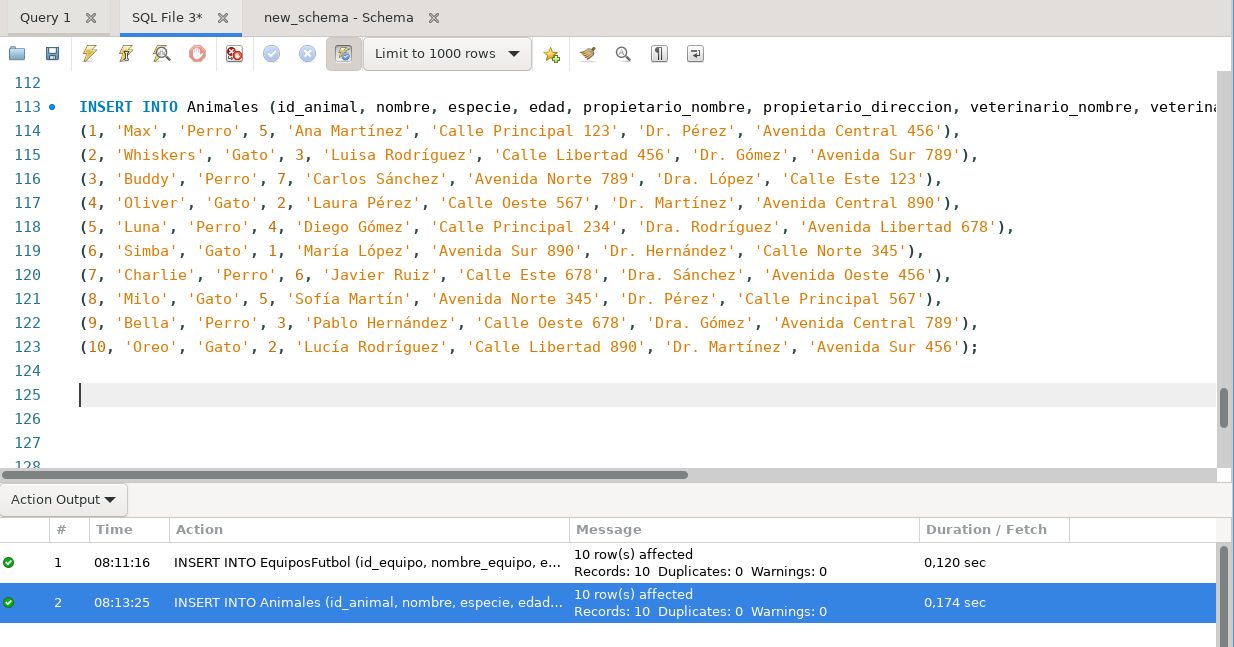 Query 1
SQL File 3*
new_schema - Schema
Limit to 1000 rows
112
113 INSERT INTO Animales (id_animal, nombre, especie, edad, propietario_nombre, propietario_direccion, veterinario_nombre, veterina
114 (1, 'Max', 'Perro', 5, 'Ana Martínez', 'Calle Principal 123', 'Dr. Pérez', 'Avenida Central 456'),
115 (2, 'Whiskers', 'Gato', 3, 'Luisa Rodríguez', 'Calle Libertad 456', 'Dr. Gómez', 'Avenida Sur 789'),
116 (3, 'Buddy', 'Perro', 7, 'Carlos Sánchez', 'Avenida Norte 789', 'Dra. López', 'Calle Este 123'),
117 (4, 'Oliver', 'Gato', 2, 'Laura Pérez', 'Calle Oeste 567', 'Dr. Martínez', 'Avenida Central 890'),
118 (5, 'Luna', 'Perro', 4, 'Diego Gómez', 'Calle Principal 234', 'Dra. Rodríguez', 'Avenida Libertad 678'),
119 (6, 'Simba', 'Gato', 1, 'María López', 'Avenida Sur 890', 'Dr. Hernández', 'Calle Norte 345'),
120 (7, 'Charlie', 'Perro', 6, 'Javier Ruiz', 'Calle Este 678', 'Dra. Sánchez', 'Avenida Oeste 456'),
121 (8, 'Milo', 'Gato', 5, 'Sofía Martín', 'Avenida Norte 345', 'Dr. Pérez', 'Calle Principal 567'),
122 (9, 'Bella', 'Perro', 3, 'Pablo Hernández', 'Calle Oeste 678', 'Dra. Gómez', 'Avenida Central 789'),
123 (10, 'Oreo', 'Gato', 2, 'Lucía Rodríguez', 'Calle Libertad 890', 'Dr. Martínez', 'Avenida Sur 456');
124
125
126
127
128
Action Output
# Time Action Message Duration / Fetch
1 08:11:16 INSERT INTO EquiposFutbol (id_equipo, nombre_equipo, e... 10 row(s) affected 0,120 sec
Records: 10 Duplicates: 0 Warnings: 0
2 08:13:25 INSERT INTO Animales (id_animal, nombre, especie, edad... 10 row(s) affected 0,174 sec
Records: 10 Duplicates: 0 Warnings: 0